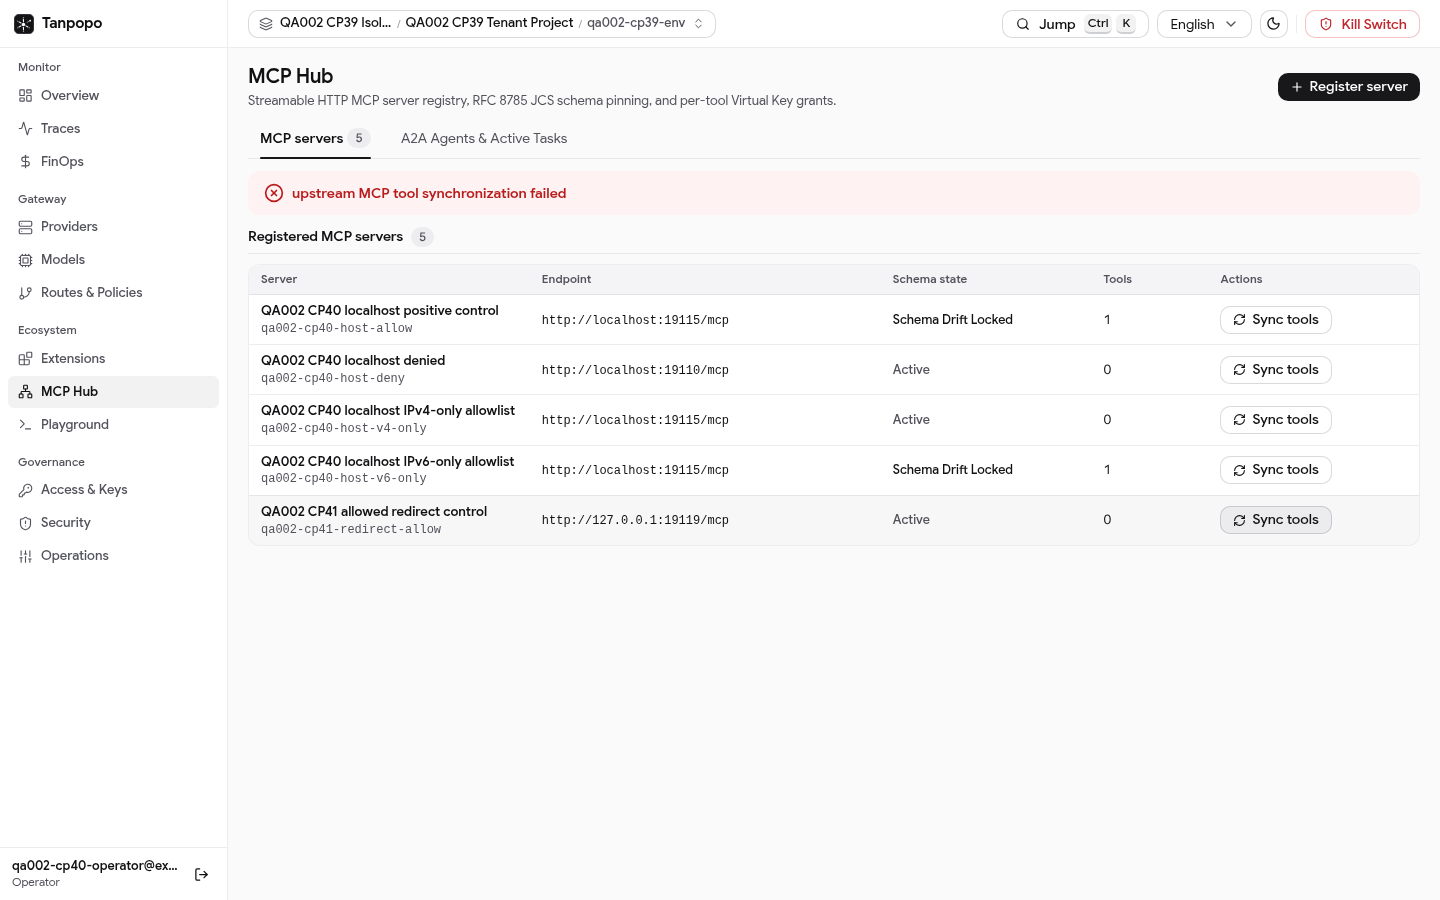 Tanpopo
QA002 CP39 Isol... / QA002 CP39 Tenant Project / qa002-cp39-env
Jump Ctrl K
English
Kill Switch
Monitor
Overview
Traces
FinOps
Gateway
Providers
Models
Routes & Policies
Ecosystem
Extensions
MCP Hub
Playground
Governance
Access & Keys
Security
Operations
qa002-cp40-operator@ex...
Operator
MCP Hub
Streamable HTTP MCP server registry, RFC 8785 JCS schema pinning, and per-tool Virtual Key grants.
Register server
MCP servers 5
A2A Agents & Active Tasks
upstream MCP tool synchronization failed
Registered MCP servers 5
Server Endpoint Schema state Tools Actions
QA002 CP40 localhost positive control
qa002-cp40-host-allow
http://localhost:19115/mcp
Schema Drift Locked
1
Sync tools
QA002 CP40 localhost denied
qa002-cp40-host-deny
http://localhost:19110/mcp
Active
0
Sync tools
QA002 CP40 localhost IPv4-only allowlist
qa002-cp40-host-v4-only
http://localhost:19115/mcp
Active
0
Sync tools
QA002 CP40 localhost IPv6-only allowlist
qa002-cp40-host-v6-only
http://localhost:19115/mcp
Schema Drift Locked
1
Sync tools
QA002 CP41 allowed redirect control
qa002-cp41-redirect-allow
http://127.0.0.1:19119/mcp
Active
0
Sync tools